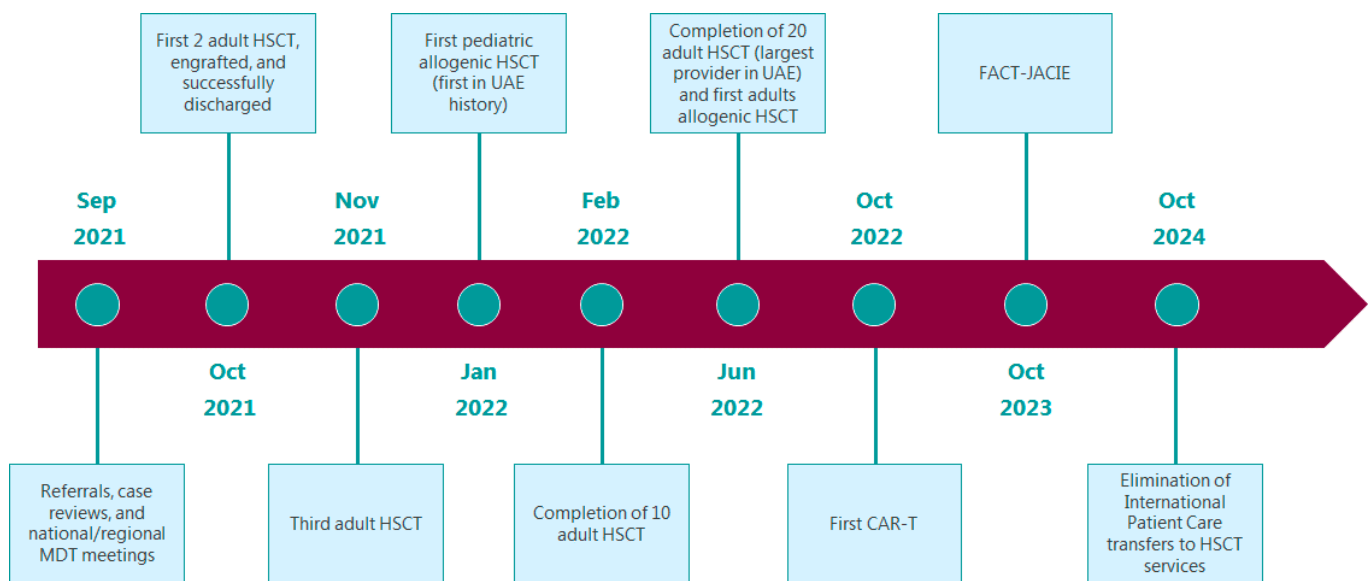 First 2 adult HSCT,
engrafted, and
successfully
discharged
First pediatric
allogenic HSCT
(first in UAE
history)
Completion of 20
adult HSCT (largest
provider in UAE)
and first adults
allogenic HSCT
FACT-JACIE
Sep
2021
Nov
2021
Feb
2022
Oct
2022
Oct
2024
Oct
2021
Jan
2022
Jun
2022
Oct
2023
Referrals, case
reviews, and
national/regional
MDT meetings
Third adult HSCT
Completion of 10
adult HSCT
First CAR-T
Elimination of
International
Patient Care
transfers to HSCT
services